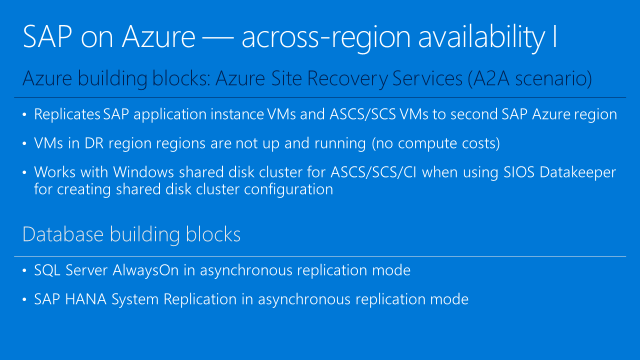 SAP on Azure — across-region availability I
Azure building blocks: Azure Site Recovery Services (A2A scenario)
• Replicates SAP application instance VMs and ASCS/SCS VMs to second SAP Azure region
• VMs in DR region regions are not up and running (no compute costs)
• Works with Windows shared disk cluster for ASCS/SCS/CI when using SIOS Datakeeper
for creating shared disk cluster configuration
Database building blocks
• SQL Server AlwaysOn in asynchronous replication mode
• SAP HANA System Replication in asynchronous replication mode